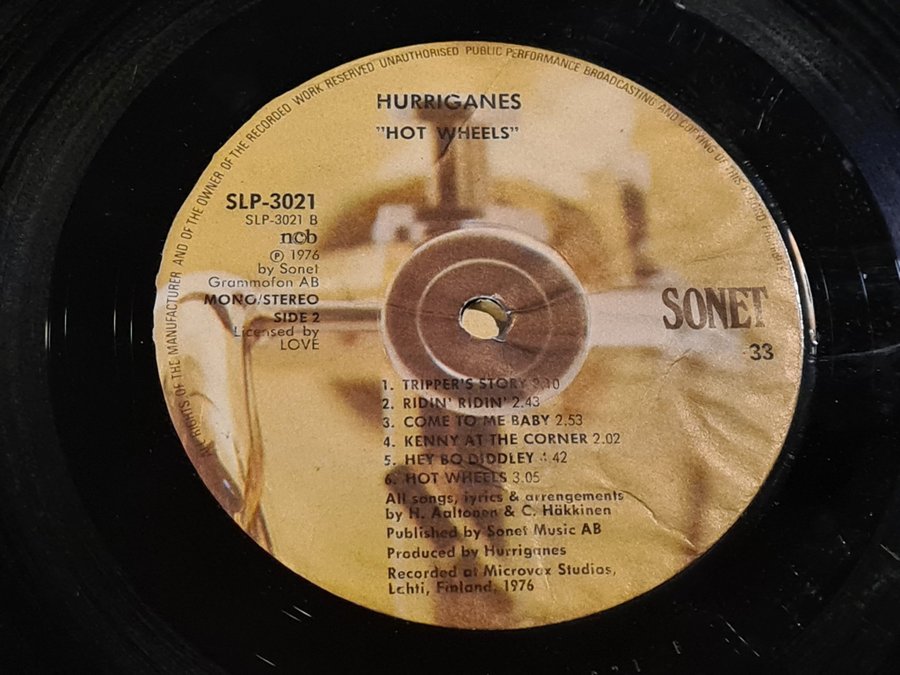 ALL RIGHTS OF THE MANUFACTURER AND OF THE OWNER OF THE RECORDED WORK RESERVED UNAUTHORISED PUBLIC PERFORMANCE BROADCASTING AND COPYING OF THIS RECORD PROHIBITED
HURRIGANES
"HOT WHEELS"
SLP-3021
SLP-3021 B
ncb
Ⓟ 1976
by Sonet
Grammofon AB
MONO/STEREO
SIDE 2
Licensed by
LOVE
SONET
33
1. TRIPPER'S STORY 3.10
2. RIDIN' RIDIN' 2.43
3. COME TO ME BABY 2.53
4. KENNY AT THE CORNER 2.02
5. HEY BO DIDDLEY 4.42
6. HOT WHEELS 3.05
All songs, lyrics & arrangements
by H. Aaltonen & C. Häkkinen
Published by Sonet Music AB
Produced by Hurriganes
Recorded at Microvox Studios,
Lahti, Finland, 1976